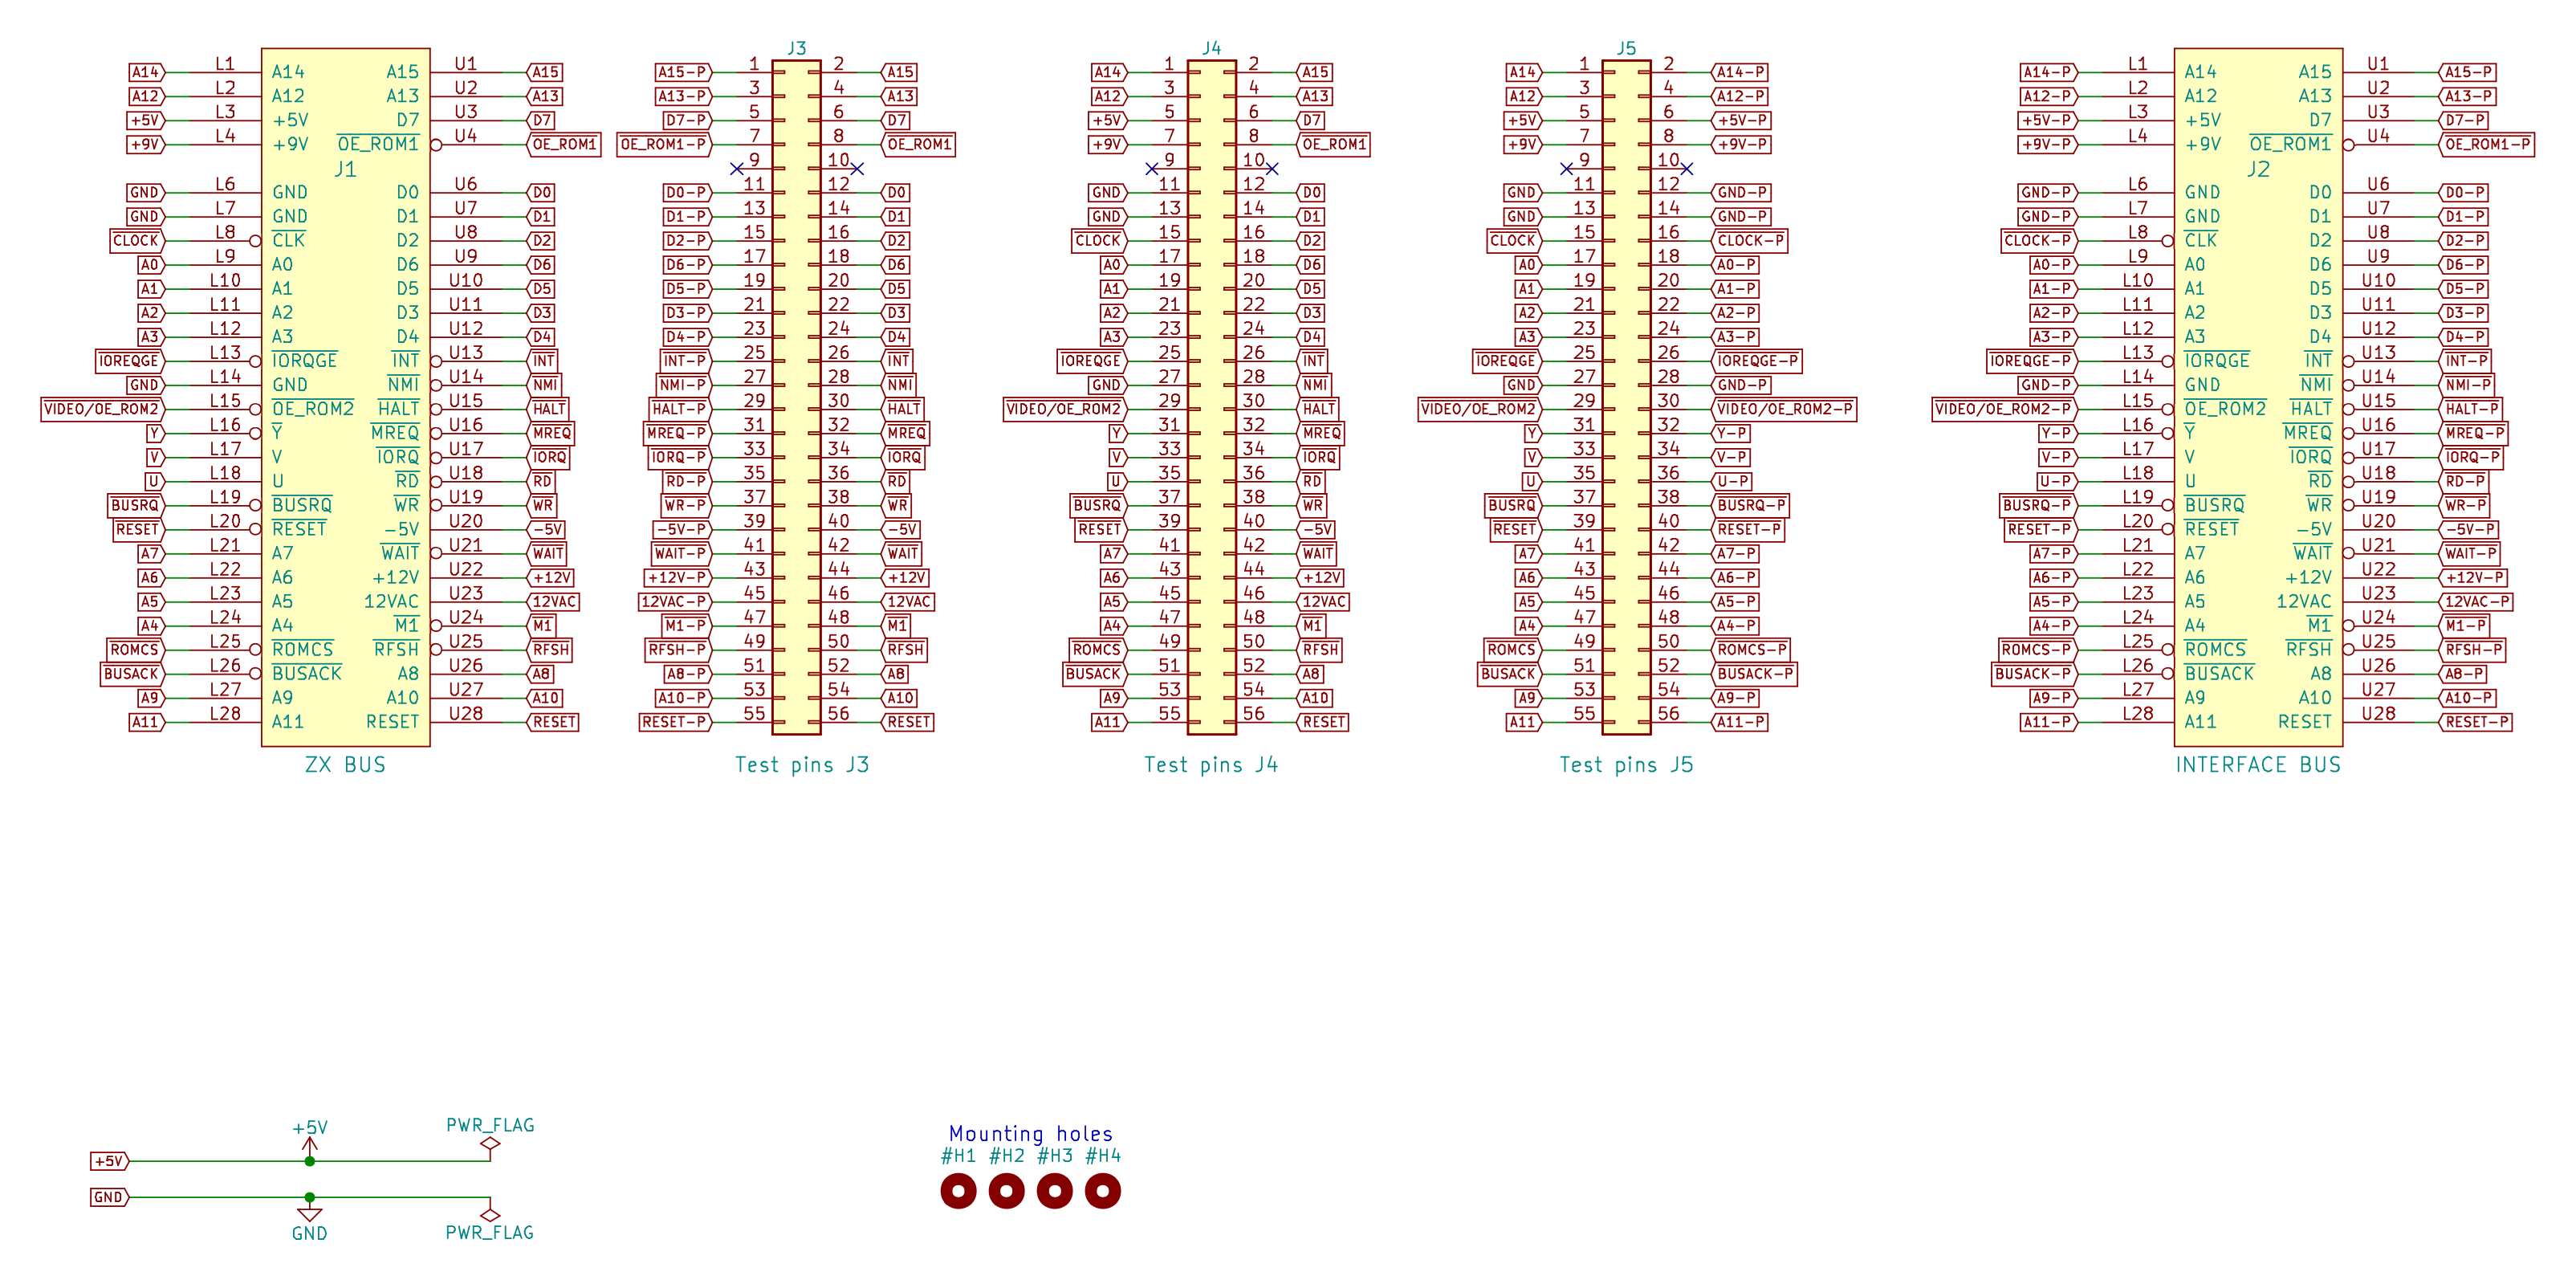 A14 L1 A14 A15 U1 A15
A12 L2 A12 A13 U2 A13
+5V L3 +5V D7 U3 D7
+9V L4 +9V OE_ROM1 U4 OE_ROM1
J1
GND L6 GND D0 U6 D0
GND L7 GND D1 U7 D1
CLOCK L8 CLK D2 U8 D2
A0 L9 A0 D6 U9 D6
A1 L10 A1 D5 U10 D5
A2 L11 A2 D3 U11 D3
A3 L12 A3 D4 U12 D4
IOREQGE L13 IORQGE INT U13 INT
GND L14 GND NMI U14 NMI
VIDEO/OE_ROM2 L15 OE_ROM2 HALT U15 HALT
Y L16 Y MREQ U16 MREQ
V L17 V IORQ U17 IORQ
U L18 U RD U18 RD
BUSRQ L19 BUSRQ WR U19 WR
RESET L20 RESET -5V U20 -5V
A7 L21 A7 WAIT U21 WAIT
A6 L22 A6 +12V U22 +12V
A5 L23 A5 12VAC U23 12VAC
A4 L24 A4 M1 U24 M1
ROMCS L25 ROMCS RFSH U25 RFSH
BUSACK L26 BUSACK A8 U26 A8
A9 L27 A9 A10 U27 A10
A11 L28 A11 RESET U28 RESET
ZX BUS
J3
A15-P 1 2 A15
A13-P 3 4 A13
D7-P 5 6 D7
OE_ROM1-P 7 8 OE_ROM1
9 10
D0-P 11 12 D0
D1-P 13 14 D1
D2-P 15 16 D2
D6-P 17 18 D6
D5-P 19 20 D5
D3-P 21 22 D3
D4-P 23 24 D4
INT-P 25 26 INT
NMI-P 27 28 NMI
HALT-P 29 30 HALT
MREQ-P 31 32 MREQ
IORQ-P 33 34 IORQ
RD-P 35 36 RD
WR-P 37 38 WR
-5V-P 39 40 -5V
WAIT-P 41 42 WAIT
+12V-P 43 44 +12V
12VAC-P 45 46 12VAC
M1-P 47 48 M1
RFSH-P 49 50 RFSH
A8-P 51 52 A8
A10-P 53 54 A10
RESET-P 55 56 RESET
Test pins J3
J4
A14 1 2 A15
A12 3 4 A13
+5V 5 6 D7
+9V 7 8 OE_ROM1
9 10
GND 11 12 D0
GND 13 14 D1
CLOCK 15 16 D2
A0 17 18 D6
A1 19 20 D5
A2 21 22 D3
A3 23 24 D4
IOREQGE 25 26 INT
GND 27 28 NMI
VIDEO/OE_ROM2 29 30 HALT
Y 31 32 MREQ
V 33 34 IORQ
U 35 36 RD
BUSRQ 37 38 WR
RESET 39 40 -5V
A7 41 42 WAIT
A6 43 44 +12V
A5 45 46 12VAC
A4 47 48 M1
ROMCS 49 50 RFSH
BUSACK 51 52 A8
A9 53 54 A10
A11 55 56 RESET
Test pins J4
J5
A14 1 2 A14-P
A12 3 4 A12-P
+5V 5 6 +5V-P
+9V 7 8 +9V-P
9 10
GND 11 12 GND-P
GND 13 14 GND-P
CLOCK 15 16 CLOCK-P
A0 17 18 A0-P
A1 19 20 A1-P
A2 21 22 A2-P
A3 23 24 A3-P
IOREQGE 25 26 IOREQGE-P
GND 27 28 GND-P
VIDEO/OE_ROM2 29 30 VIDEO/OE_ROM2-P
Y 31 32 Y-P
V 33 34 V-P
U 35 36 U-P
BUSRQ 37 38 BUSRQ-P
RESET 39 40 RESET-P
A7 41 42 A7-P
A6 43 44 A6-P
A5 45 46 A5-P
A4 47 48 A4-P
ROMCS 49 50 ROMCS-P
BUSACK 51 52 BUSACK-P
A9 53 54 A9-P
A11 55 56 A11-P
Test pins J5
A14-P L1 A14 A15 U1 A15-P
A12-P L2 A12 A13 U2 A13-P
+5V-P L3 +5V D7 U3 D7-P
+9V-P L4 +9V OE_ROM1 U4 OE_ROM1-P
J2
GND-P L6 GND D0 U6 D0-P
GND-P L7 GND D1 U7 D1-P
CLOCK-P L8 CLK D2 U8 D2-P
A0-P L9 A0 D6 U9 D6-P
A1-P L10 A1 D5 U10 D5-P
A2-P L11 A2 D3 U11 D3-P
A3-P L12 A3 D4 U12 D4-P
IOREQGE-P L13 IORQGE INT U13 INT-P
GND-P L14 GND NMI U14 NMI-P
VIDEO/OE_ROM2-P L15 OE_ROM2 HALT U15 HALT-P
Y-P L16 Y MREQ U16 MREQ-P
V-P L17 V IORQ U17 IORQ-P
U-P L18 U RD U18 RD-P
BUSRQ-P L19 BUSRQ WR U19 WR-P
RESET-P L20 RESET -5V U20 -5V-P
A7-P L21 A7 WAIT U21 WAIT-P
A6-P L22 A6 +12V U22 +12V-P
A5-P L23 A5 12VAC U23 12VAC-P
A4-P L24 A4 M1 U24 M1-P
ROMCS-P L25 ROMCS RFSH U25 RFSH-P
BUSACK-P L26 BUSACK A8 U26 A8-P
A9-P L27 A9 A10 U27 A10-P
A11-P L28 A11 RESET U28 RESET-P
INTERFACE BUS
+5V PWR_FLAG
+5V
GND
GND PWR_FLAG
Mounting holes
#H1 #H2 #H3 #H4